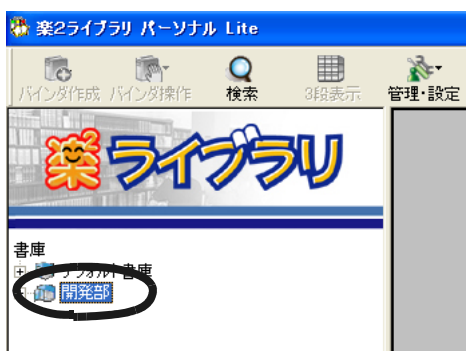 楽2ライブラリ パーソナル Lite
バインダ作成 バインダ操作 検索 3段表示 管理・設定
楽2 ライブラリ
書庫
デフォルト書庫
開発部